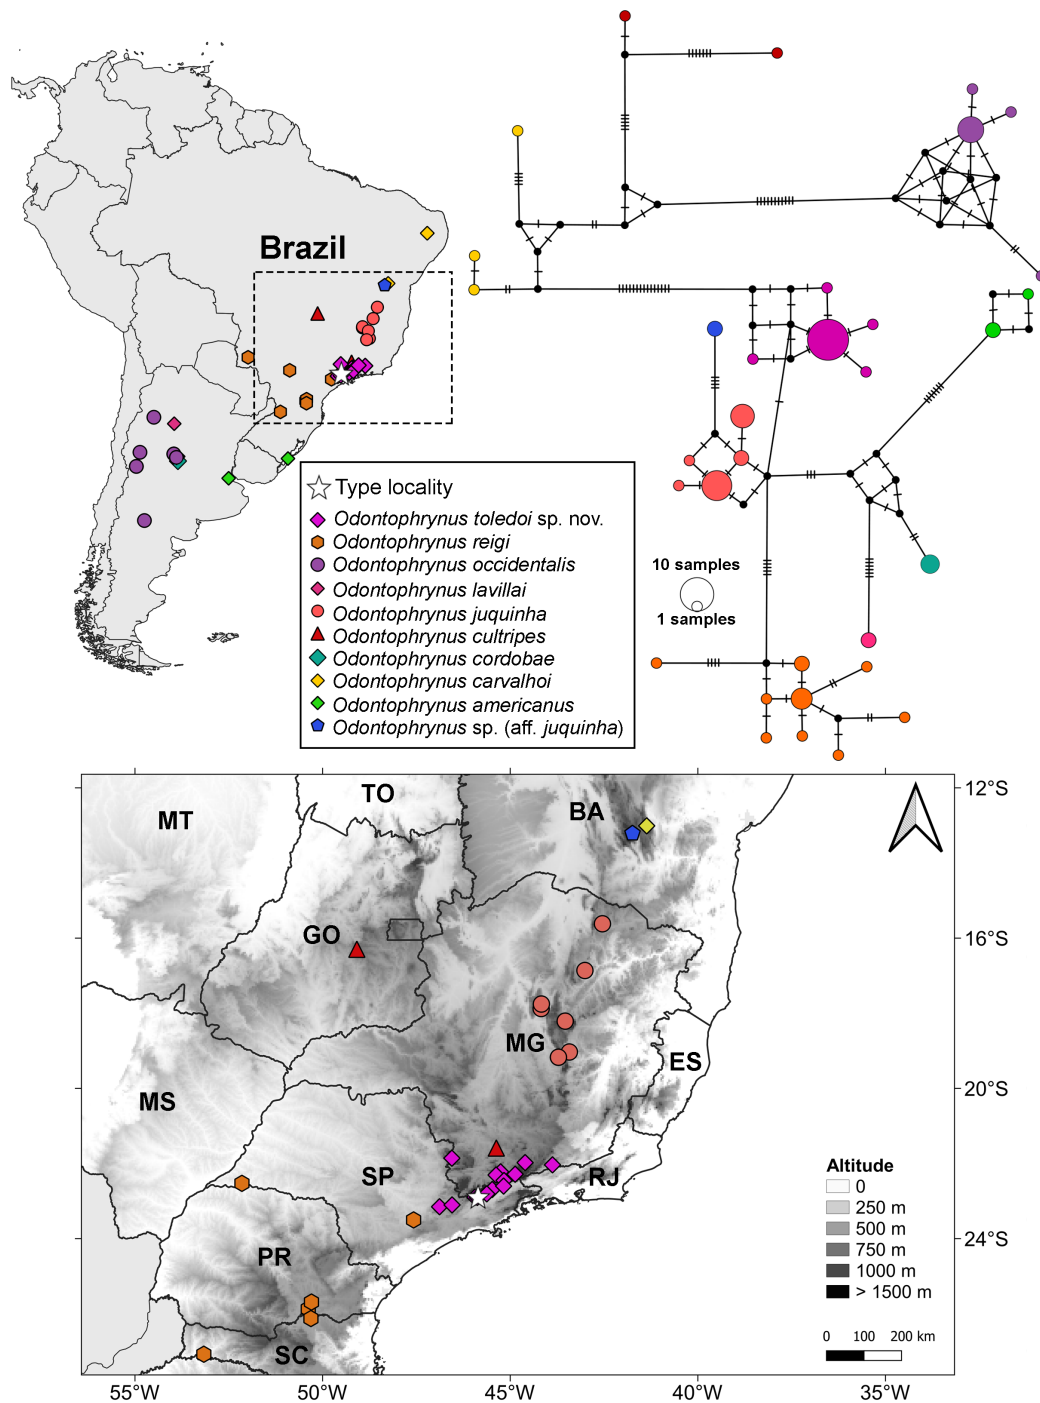 Brazil
Type locality
Odontophrynus toledoi sp. nov.
Odontophrynus reigi
Odontophrynus occidentalis
Odontophrynus lavillai
Odontophrynus juquinha
Odontophrynus cultripes
Odontophrynus cordobae
Odontophrynus carvalhoi
Odontophrynus americanus
Odontophrynus sp. (aff. juquinha)
10 samples
1 samples
MT
TO
BA
GO
MG
ES
MS
SP
RJ
PR
SC
12°S
16°S
20°S
24°S
Altitude
0
250 m
500 m
750 m
1000 m
> 1500 m
0 100 200 km
55°W 50°W 45°W 40°W 35°W